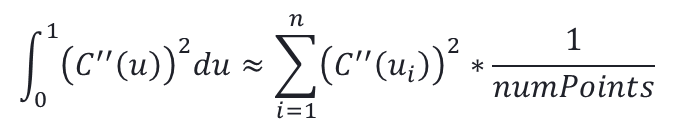 ∫₀¹ (C′′(u))² du ≈ ∑ᵢ₌₁ⁿ (C′′(uᵢ))² * 1/numPoints